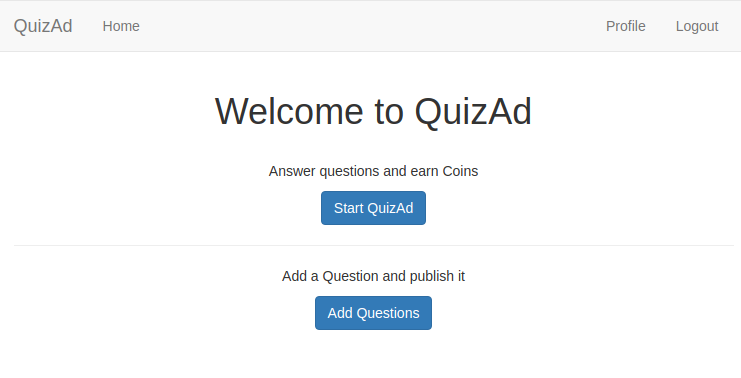 QuizAd Home Profile Logout
Welcome to QuizAd
Answer questions and earn Coins
Start QuizAd
Add a Question and publish it
Add Questions